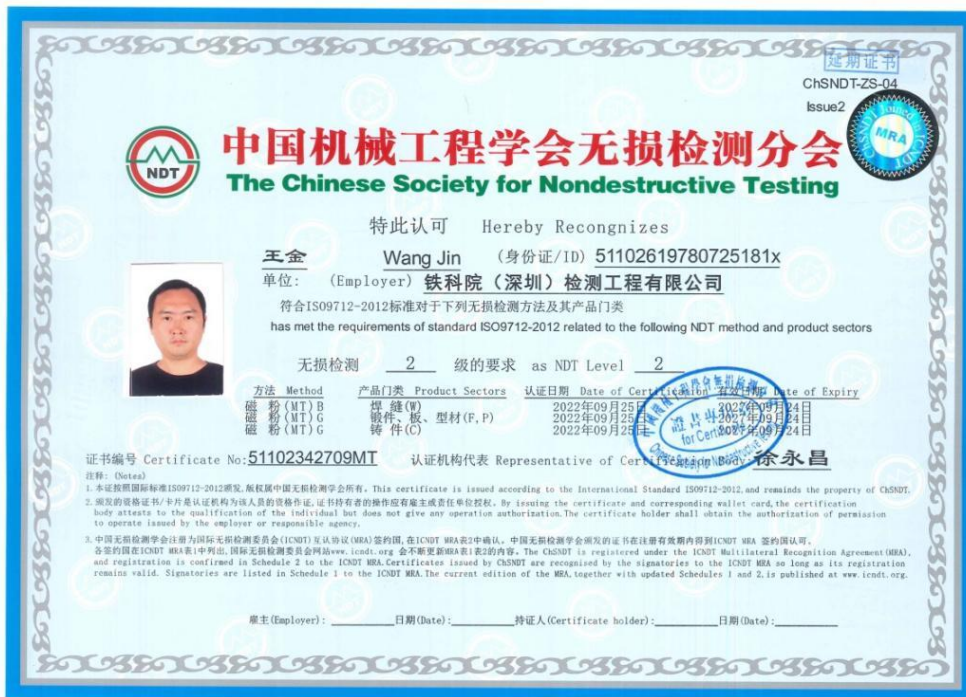 延期证书
ChSNDT-ZS-04
Issue2
ChSNDT Joined ICNDT
MRA
NDT
中国机械工程学会无损检测分会
The Chinese Society for Nondestructive Testing
特此认可 Hereby Recongnizes
王金 Wang Jin (身份证/ID) 51102619780725181x
单位: (Employer) 铁科院(深圳)检测工程有限公司
符合ISO9712-2012标准对于下列无损检测方法及其产品门类
has met the requirements of standard ISO9712-2012 related to the following NDT method and product sectors
无损检测 2 级的要求 as NDT Level 2
方法 Method 产品门类 Product Sectors 认证日期 Date of Certification 有效日期 Date of Expiry
磁 粉(MT)H 焊 缝(W) 2022年09月25日 2027年09月24日
磁 粉(MT)G 锻件、板、型材(F,P) 2022年09月25日 2027年09月24日
磁 粉(MT)G 铸 件(C) 2022年09月25日 2027年09月24日
for Certification
证书编号 Certificate No:51102342709MT 认证机构代表 Representative of Certification Body 徐永昌
注释: (Notes)
1. 本证按照国际标准ISO9712-2012颁发,版权属中国无损检测学会所有。This certificate is issued according to the International Standard ISO9712-2012, and remainds the property of ChSNDT.
2. 颁发的资格证书/卡片是认证机构为该人员的资格作证,证书持有者的操作应有雇主或责任单位授权。By issuing the certificate and corresponding wallet card, the certification
body attests to the qualification of the individual but does not give any operation authorization. The certificate holder shall obtain the authorization of permission
to operate issued by the employer or responsible agency.
3. 中国无损检测学会注册为国际无损检测委员会(ICNDT)互认协议(MRA)签约国,在ICNDT MRA表2中确认。中国无损检测学会颁发的证书在注册有效期内得到ICNDT MRA 签约国认可。
各签约国在ICNDT MRA表1中列出,国际无损检测委员会网站www.icndt.org 会不断更新MRA表1表2的内容。The ChSNDT is registered under the ICNDT Multilateral Recognition Agreement(MRA),
and registration is confirmed in Schedule 2 to the ICNDT MRA. Certificates issued by ChSNDT are recognised by the signatories to the ICNDT MRA so long as its registration
remains valid. Signatories are listed in Schedule 1 to the ICNDT MRA. The current edition of the MRA, together with updated Schedules 1 and 2, is published at www.icndt.org.
雇主(Employer): 日期(Date): 持证人(Certificate holder): 日期(Date):